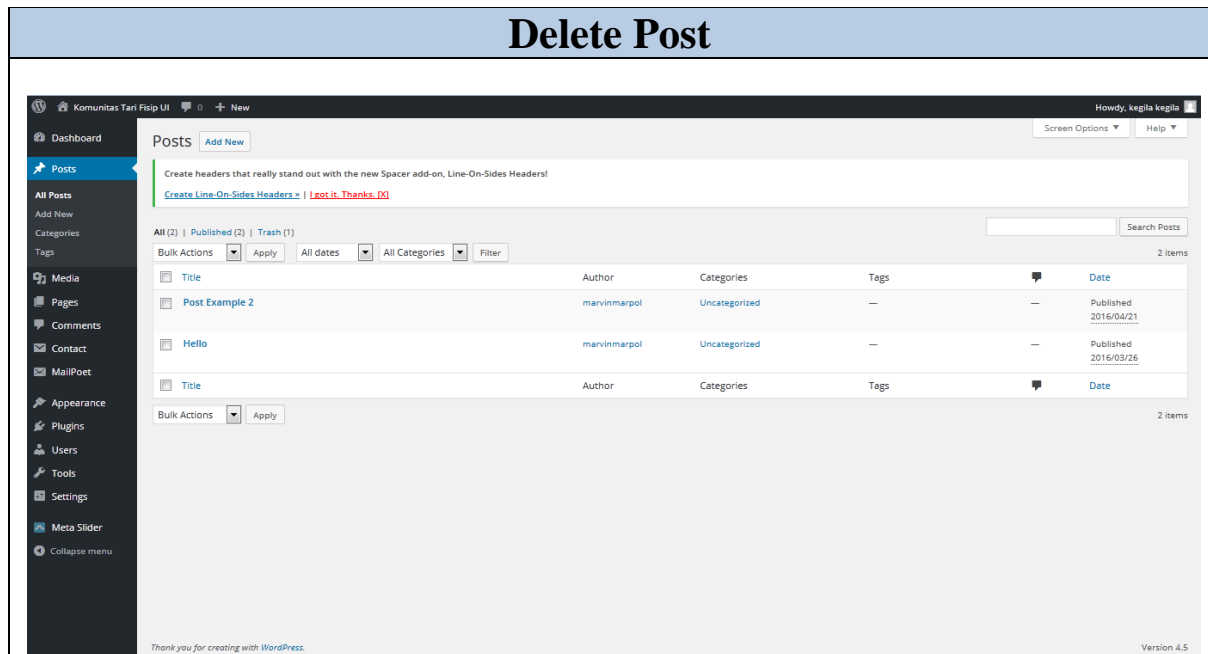 Delete Post
Komunitas Tari Fisip UI 0 + New Howdy, kegila kegila
Dashboard
Posts
All Posts
Add New
Categories
Tags
Media
Pages
Comments
Contact
MailPoet
Appearance
Plugins
Users
Tools
Settings
Meta Slider
Collapse menu
Screen Options ▼ Help ▼
Posts Add New
Create headers that really stand out with the new Spacer add-on, Line-On-Sides Headers!
Create Line-On-Sides Headers » | I got it. Thanks. [X]
All (2) | Published (2) | Trash (1)
Search Posts
Bulk Actions Apply All dates All Categories Filter 2 items
Title Author Categories Tags Date
Post Example 2 marvinmarpol Uncategorized — — Published
2016/04/21
Hello marvinmarpol Uncategorized — — Published
2016/03/26
Title Author Categories Tags Date
Bulk Actions Apply 2 items
Thank you for creating with WordPress. Version 4.5